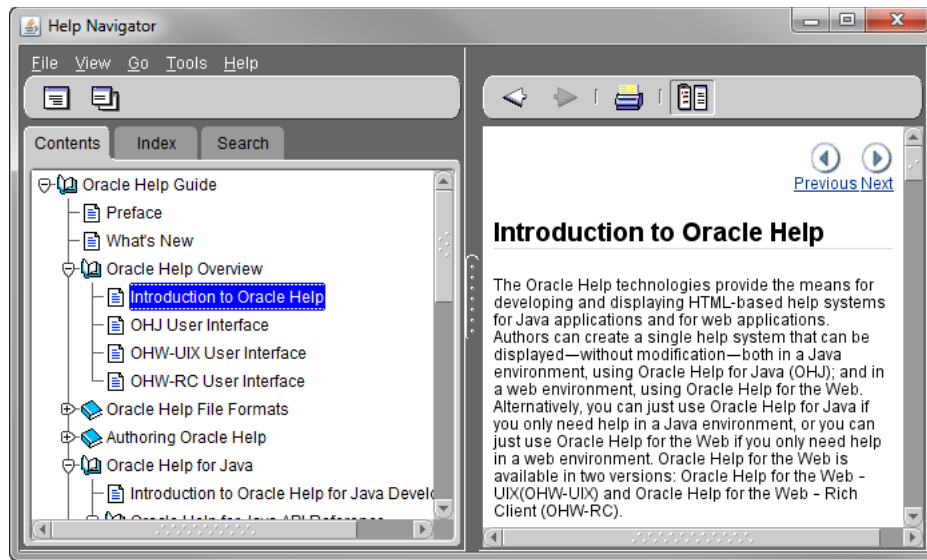 Help Navigator
File View Go Tools Help
Contents Index Search
Oracle Help Guide
Preface
What's New
Oracle Help Overview
Introduction to Oracle Help
OHJ User Interface
OHW-UIX User Interface
OHW-RC User Interface
Oracle Help File Formats
Authoring Oracle Help
Oracle Help for Java
Introduction to Oracle Help for Java Develo
Oracle Help for Java API Reference
Previous Next
Introduction to Oracle Help
The Oracle Help technologies provide the means for
developing and displaying HTML-based help systems
for Java applications and for web applications.
Authors can create a single help system that can be
displayed—without modification—both in a Java
environment, using Oracle Help for Java (OHJ); and in
a web environment, using Oracle Help for the Web.
Alternatively, you can just use Oracle Help for Java if
you only need help in a Java environment, or you can
just use Oracle Help for the Web if you only need help
in a web environment. Oracle Help for the Web is
available in two versions: Oracle Help for the Web -
UIX(OHW-UIX) and Oracle Help for the Web - Rich
Client (OHW-RC).